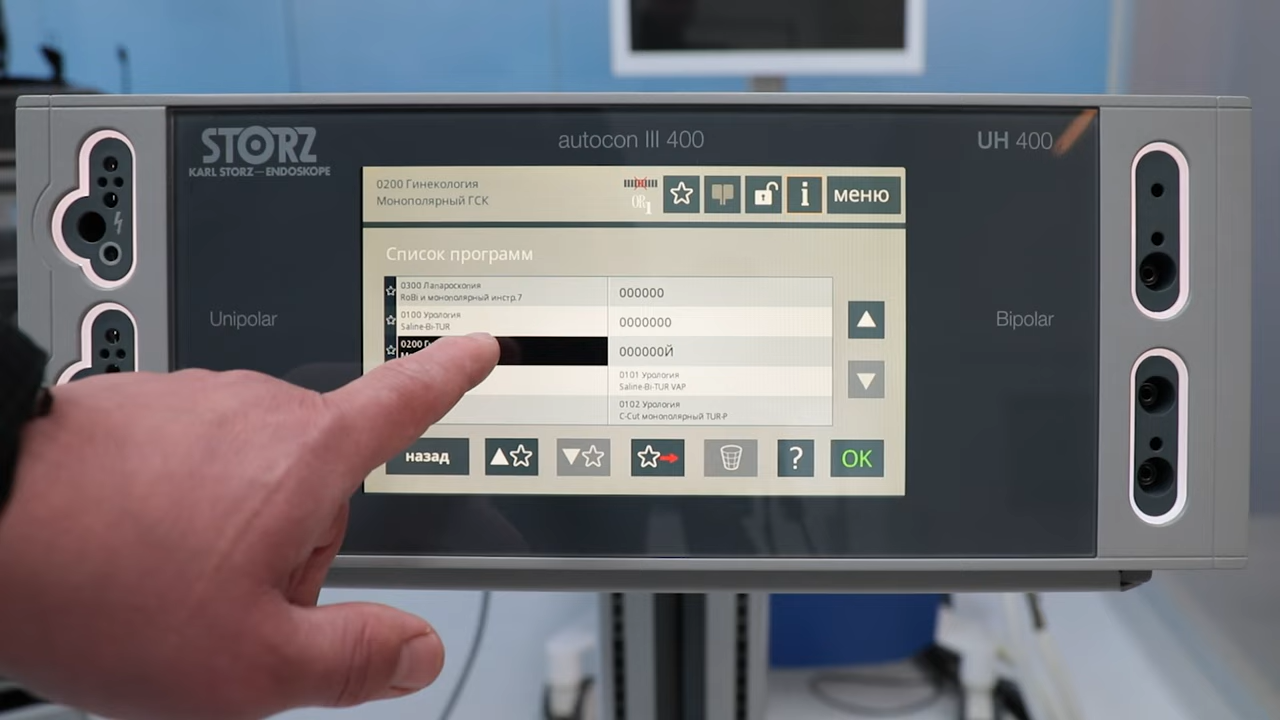 STORZ
KARL STORZ—ENDOSKOPE
autocon III 400
UH 400
0200 Гинекология
Монополярный ГСК
OR1
i
меню
Список программ
0300 Лапароскопия
RoBi и монополярный инстр.7
000000
0100 Урология
Saline-Bi-TUR
0000000
0200
000000Й
0101 Урология
Saline-Bi-TUR VAP
0102 Урология
C-Cut монополярный TUR-P
назад
?
OK
Unipolar
Bipolar